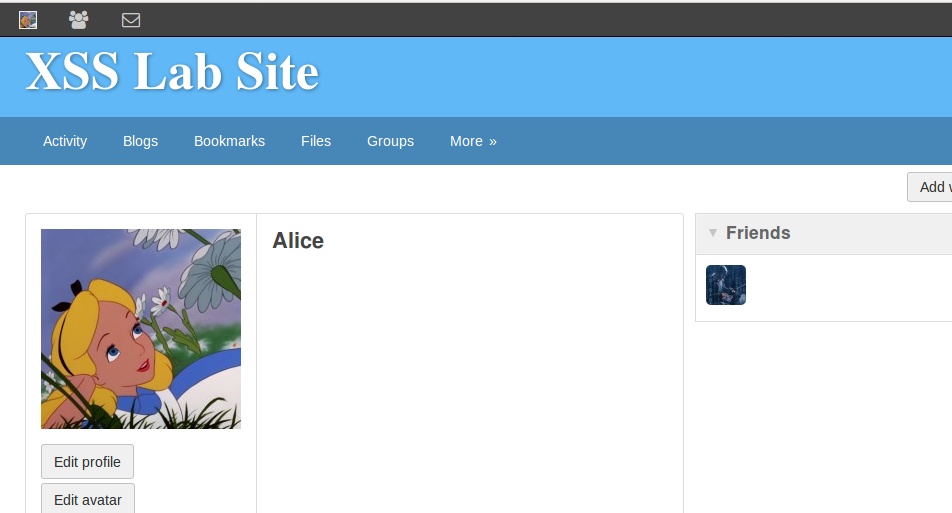 XSS Lab Site
Activity Blogs Bookmarks Files Groups More »
Add
Alice
Friends
Edit profile
Edit avatar